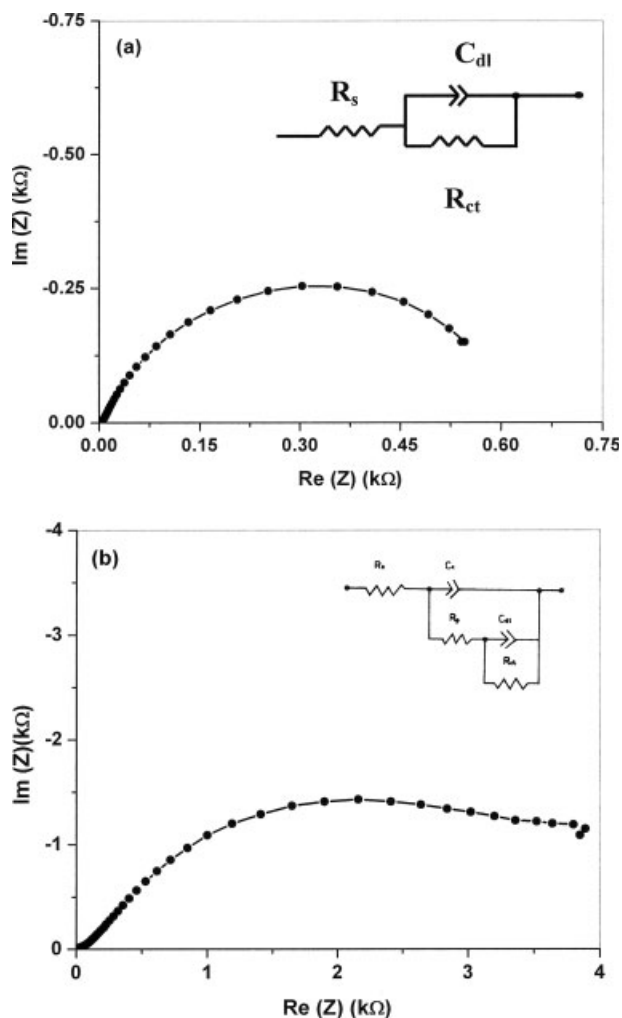 (a)
C_dl
R_s
R_ct
-0.75
-0.50
-0.25
0.00
Im (Z) (kΩ)
0.00 0.15 0.30 0.45 0.60 0.75
Re (Z) (kΩ)
(b)
C_dl
-4
-3
-2
-1
0
Im (Z)(kΩ)
0 1 2 3 4
Re (Z) (kΩ)